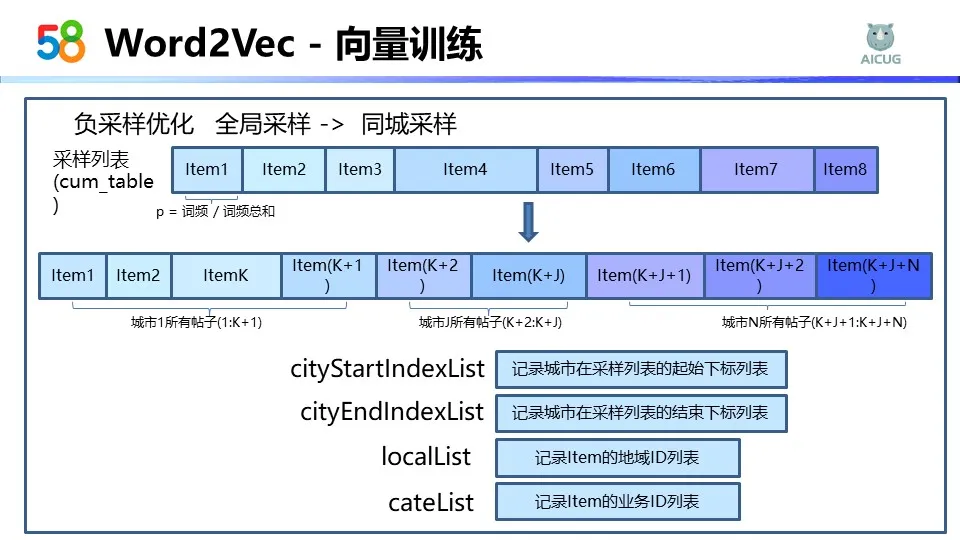 58 Word2Vec - 向量训练
AICUG
负采样优化 全局采样 -> 同城采样
采样列表
(cum_table
)
Item1 Item2 Item3 Item4 Item5 Item6 Item7 Item8
p = 词频 / 词频总和
Item1 Item2 ItemK Item(K+1
) Item(K+2
) Item(K+J) Item(K+J+1) Item(K+J+2
) Item(K+J+N
)
城市1所有帖子(1:K+1) 城市J所有帖子(K+2:K+J) 城市N所有帖子(K+J+1:K+J+N)
cityStartIndexList 记录城市在采样列表的起始下标列表
cityEndIndexList 记录城市在采样列表的结束下标列表
localList 记录Item的地域ID列表
cateList 记录Item的业务ID列表